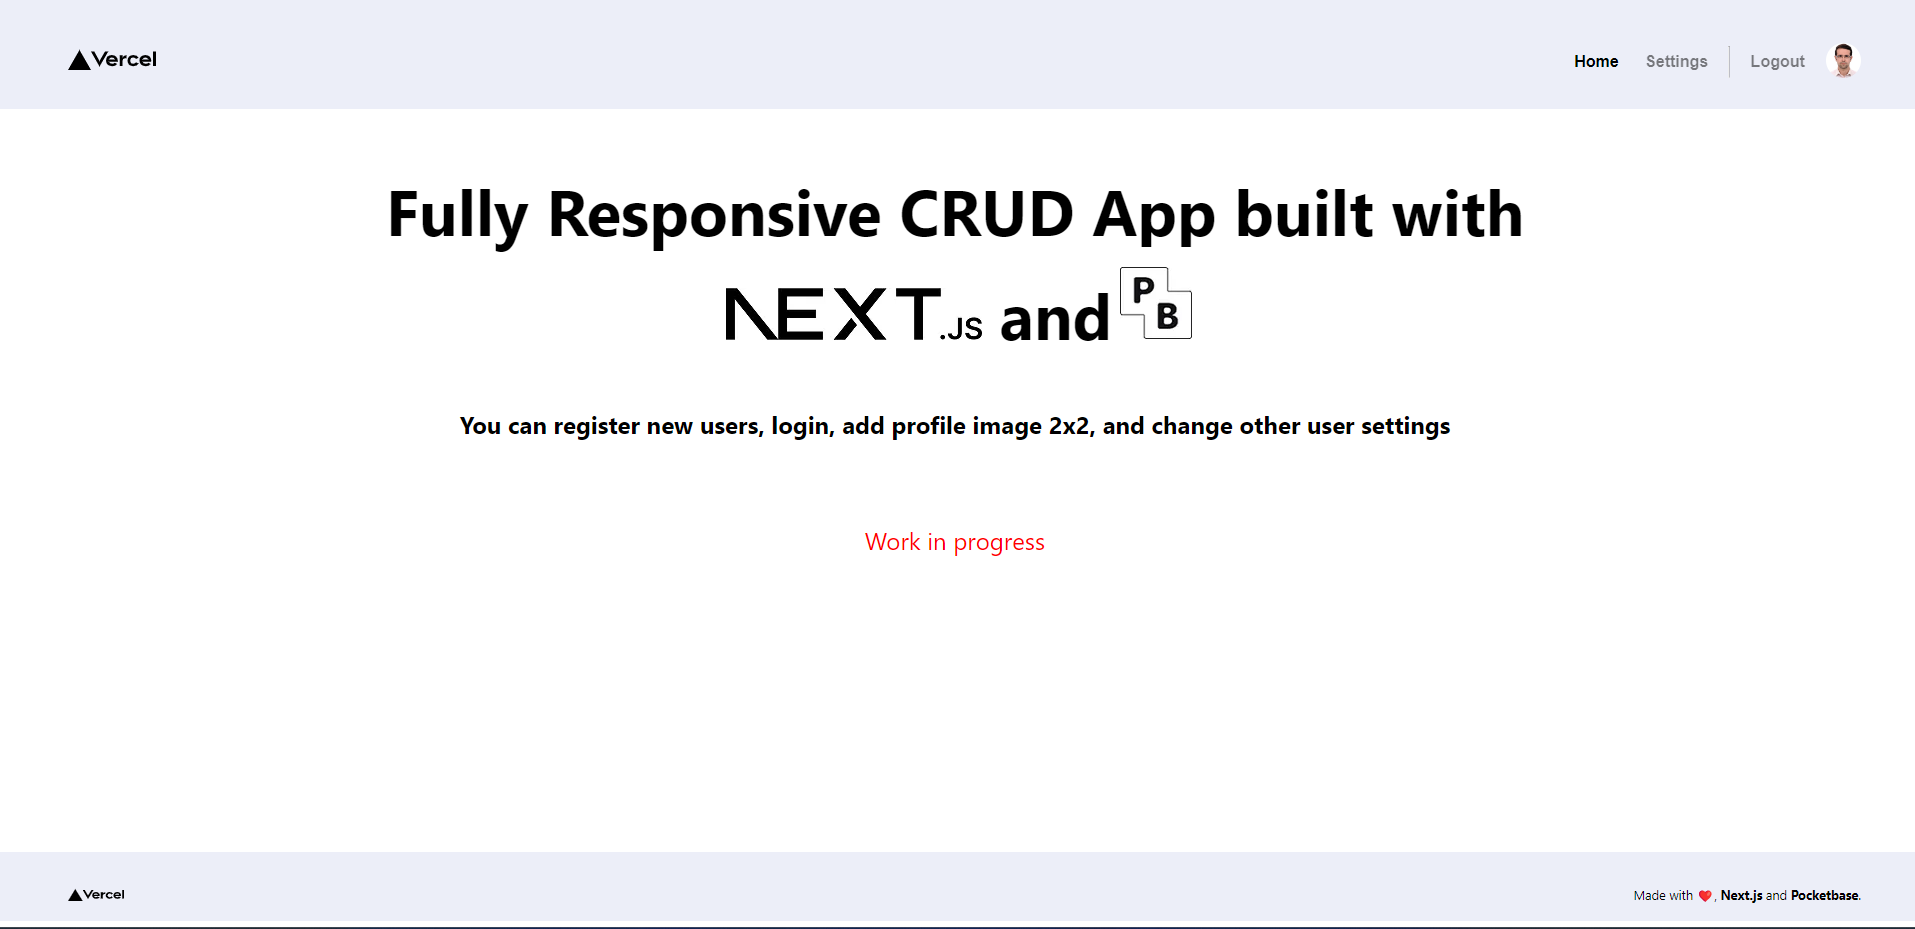 Vercel
Home Settings Logout
Fully Responsive CRUD App built with
NEXT.JS and P B
You can register new users, login, add profile image 2x2, and change other user settings
Work in progress
Vercel
Made with ❤️, Next.js and Pocketbase.